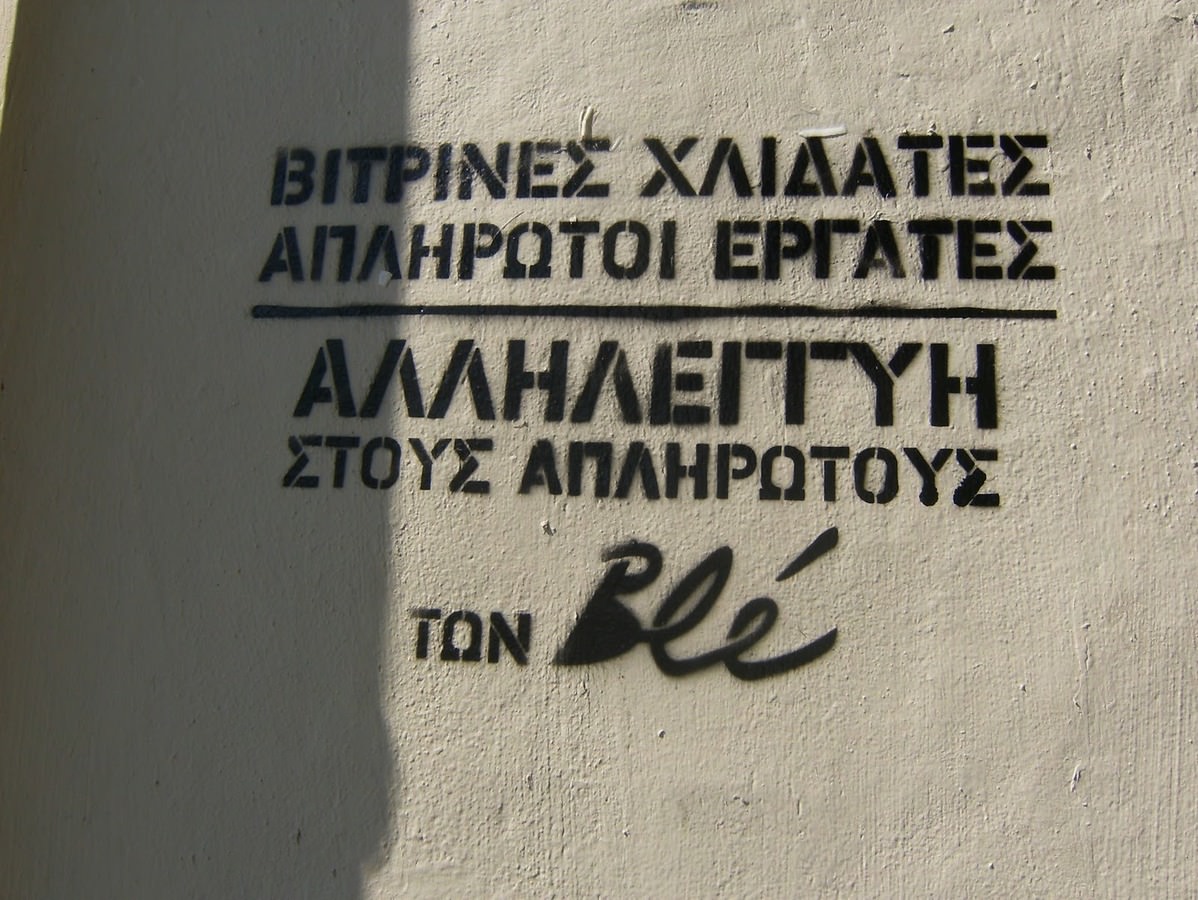 ΒΙΤΡΙΝΕΣ ΧΛΙΔΑΤΕΣ
ΑΠΛΗΡΩΤΟΙ ΕΡΓΑΤΕΣ
ΑΛΛΗΛΕΓΓΥΗ
ΣΤΟΥΣ ΑΠΛΗΡΩΤΟΥΣ
ΤΩΝ Blé